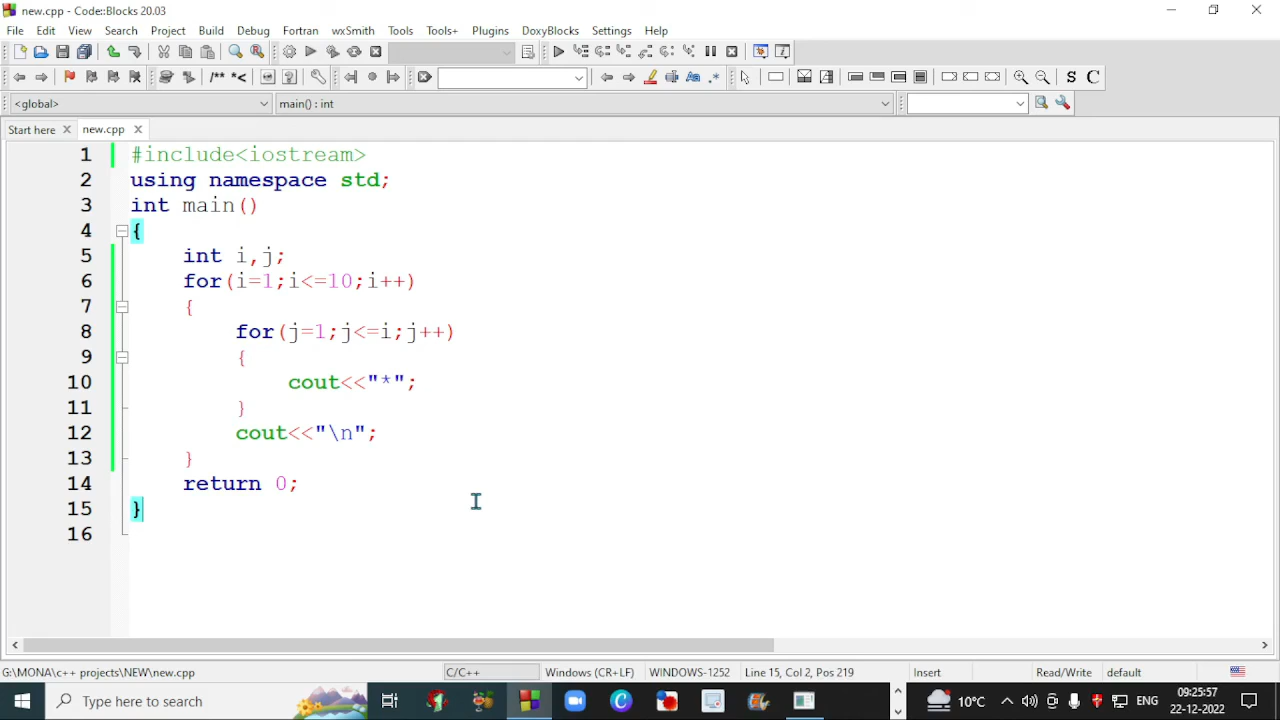 new.cpp - Code::Blocks 20.03
File Edit View Search Project Build Debug Fortran wxSmith Tools Tools+ Plugins DoxyBlocks Settings Help
/** *<
Aa .* S C
<global> main() : int
Start here new.cpp
1 #include<iostream>
2 using namespace std;
3 int main()
4 {
5 int i,j;
6 for(i=1;i<=10;i++)
7 {
8 for(j=1;j<=i;j++)
9 {
10 cout<<"*";
11 }
12 cout<<"\n";
13 }
14 return 0;
15 }
16
G:\MONA\c++ projects\NEW\new.cpp C/C++ Windows (CR+LF) WINDOWS-1252 Line 15, Col 2, Pos 219 Insert Read/Write default
Type here to search 10°C ENG 09:25:57
22-12-2022